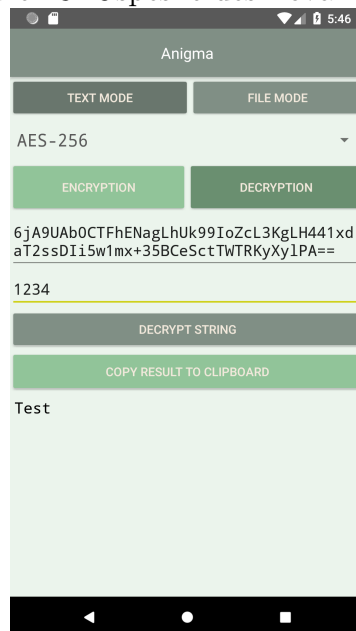 5:46
Anigma
TEXT MODE
FILE MODE
AES-256
ENCRYPTION
DECRYPTION
6jA9UAbOCTFhENagLhUk99IoZcL3KgLH441xd
aT2ssDIi5w1mx+35BCeSctTWTRKyXylPA==
1234
DECRYPT STRING
COPY RESULT TO CLIPBOARD
Test